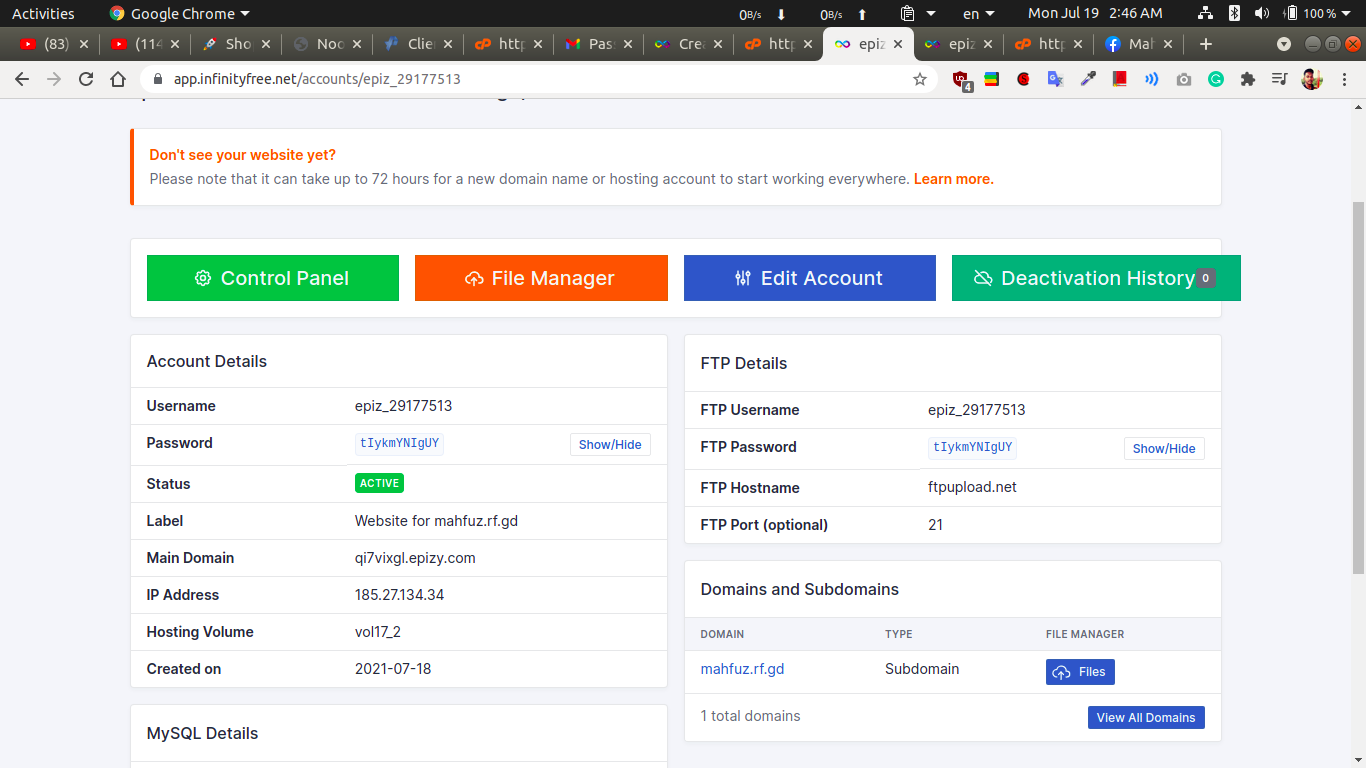 Activities Google Chrome 0B/s 0B/s en Mon Jul 19 2:46 AM 100 %
(83) (114 Sho Noo Clie http Pas Cre http epiz epiz http Mah
app.infinityfree.net/accounts/epiz_29177513 4
Don't see your website yet?
Please note that it can take up to 72 hours for a new domain name or hosting account to start working everywhere. Learn more.
Control Panel File Manager Edit Account Deactivation History 0
Account Details
Username epiz_29177513
Password tIykmYNIgUY Show/Hide
Status ACTIVE
Label Website for mahfuz.rf.gd
Main Domain qi7vixgl.epizy.com
IP Address 185.27.134.34
Hosting Volume vol17_2
Created on 2021-07-18
MySQL Details
FTP Details
FTP Username epiz_29177513
FTP Password tIykmYNIgUY Show/Hide
FTP Hostname ftpupload.net
FTP Port (optional) 21
Domains and Subdomains
DOMAIN TYPE FILE MANAGER
mahfuz.rf.gd Subdomain Files
1 total domains View All Domains